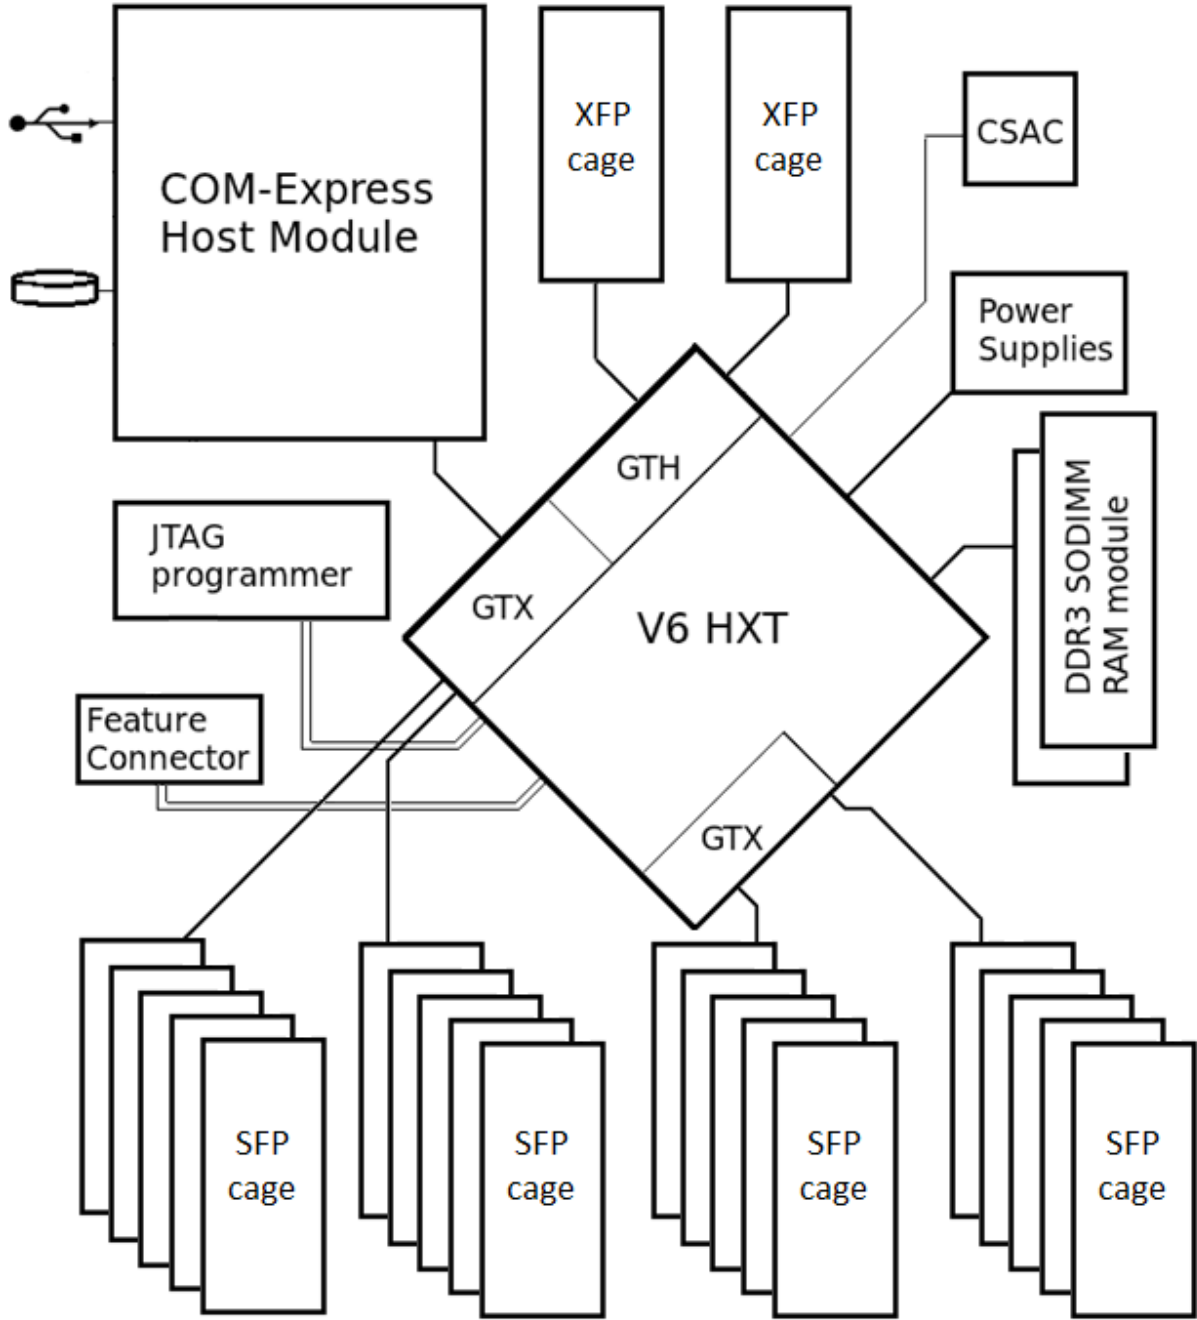 COM-Express
Host Module
XFP
cage
XFP
cage
CSAC
Power
Supplies
GTH
DDR3 SODIMM
RAM module
JTAG
programmer
GTX
V6 HXT
Feature
Connector
GTX
SFP
cage
SFP
cage
SFP
cage
SFP
cage